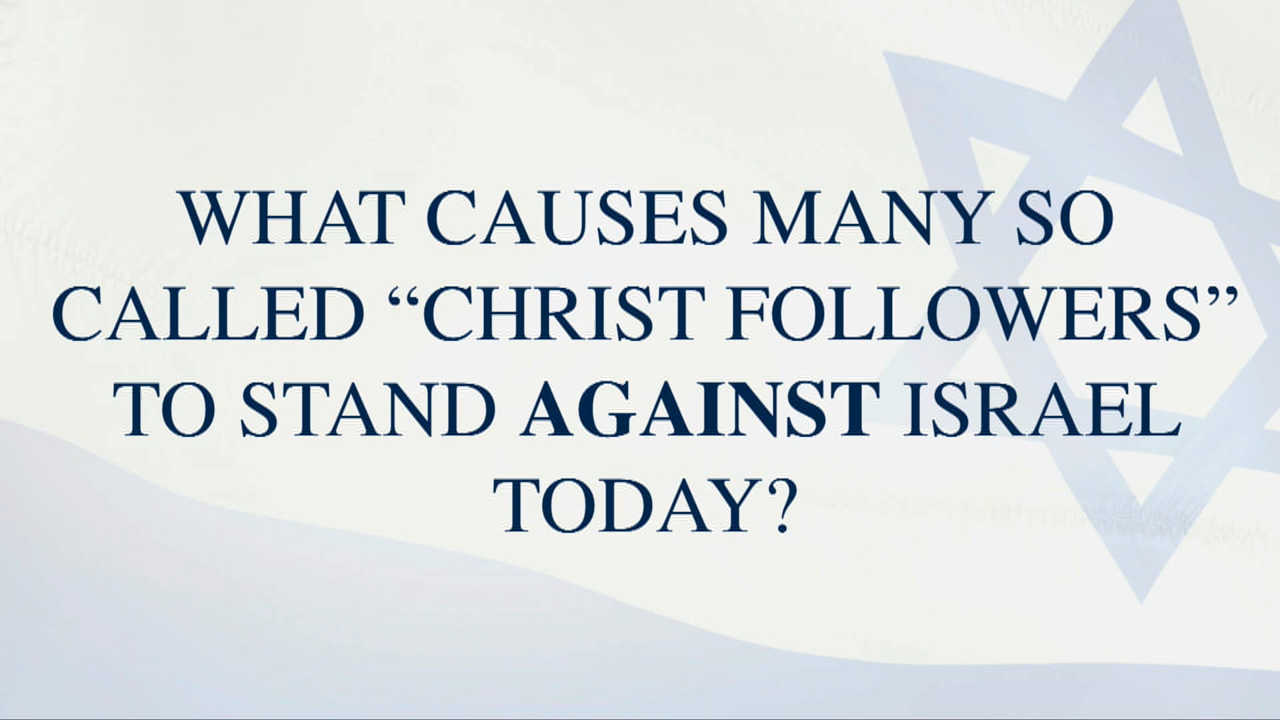 WHAT CAUSES MANY SO
CALLED “CHRIST FOLLOWERS”
TO STAND AGAINST ISRAEL
TODAY?